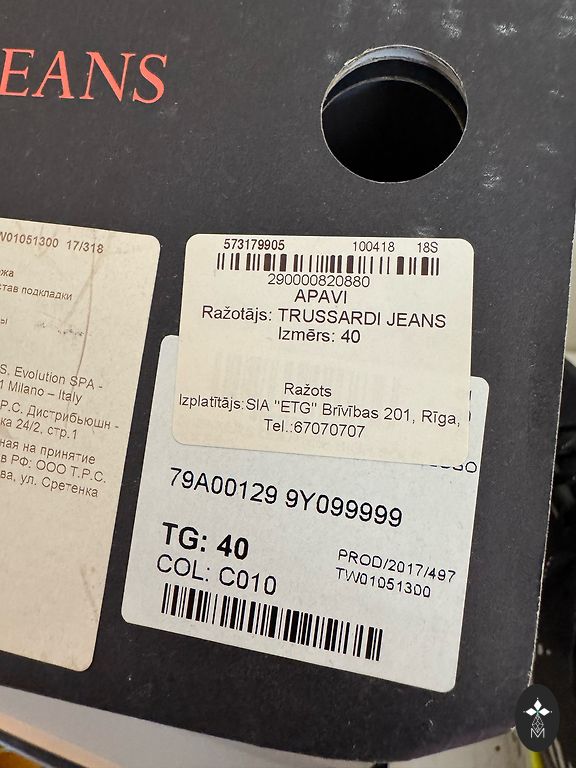 EANS
W01051300 17/318
жа
став подкладки
ы
S. Evolution SPA -
1 Milano – Italy
Р.С. Дистрибьюшн -
ка 24/2, стр.1
ная на принятие
в РФ: ООО Т.Р.С.
ва, ул. Сретенка
573179905 100418 18S
290000820880
APAVI
Ražotājs: TRUSSARDI JEANS
Izmērs: 40
Ražots
Izplatītājs:SIA "ETG" Brīvības 201, Rīga,
Tel.:67070707
79A00129 9Y099999
TG: 40
COL: C010
PROD/2017/497
TW01051300
M